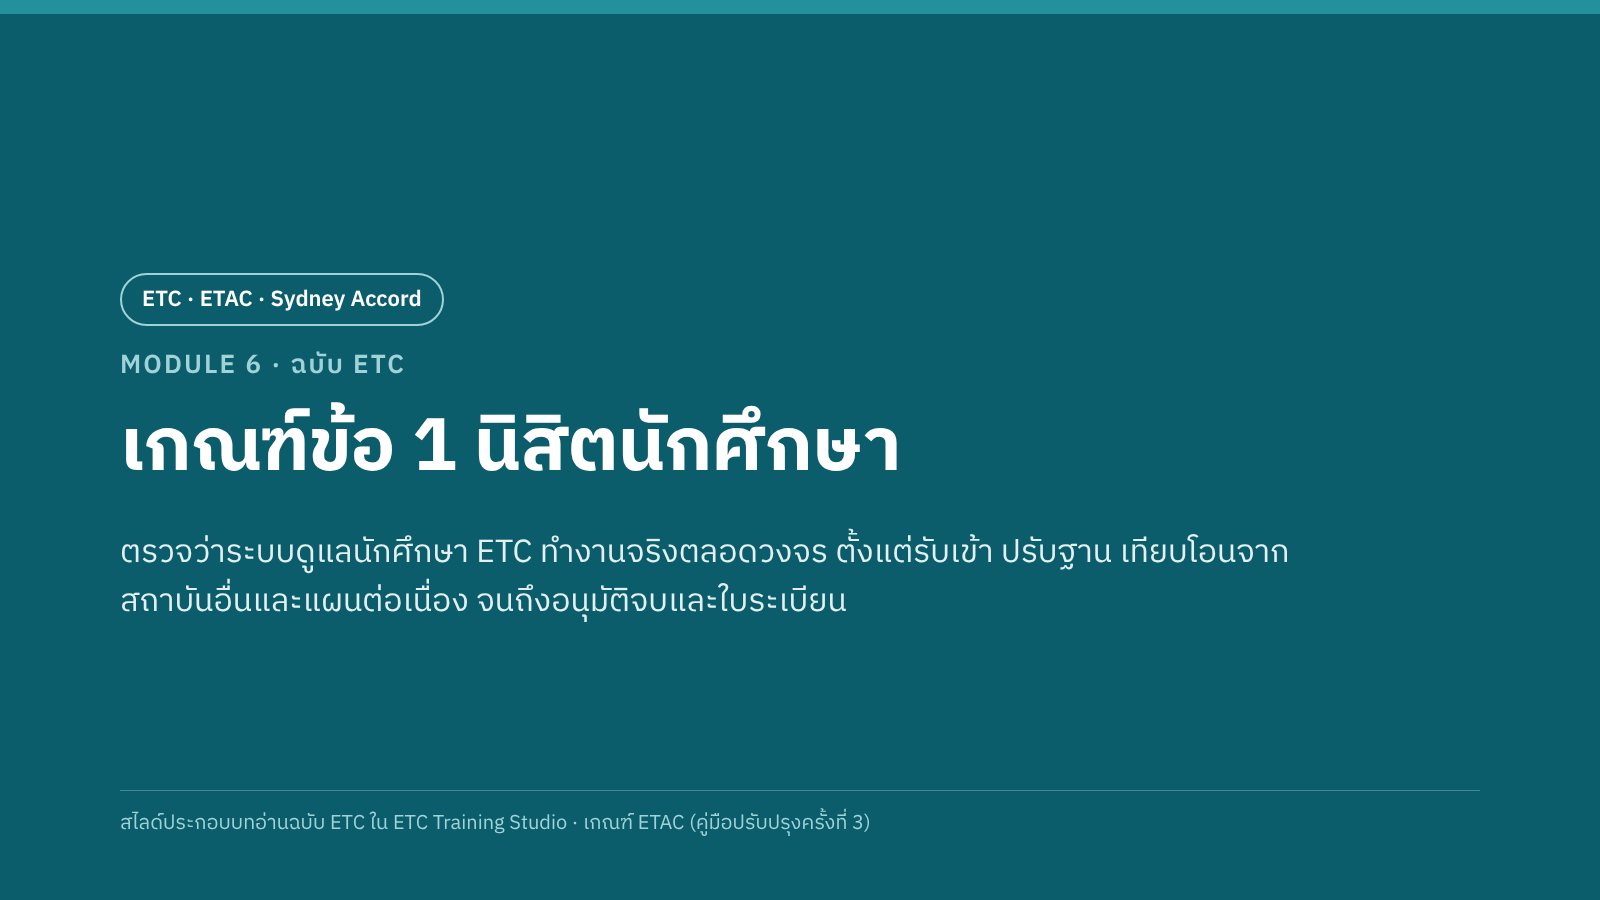 ETC · ETAC · Sydney Accord
MODULE 6 · ฉบับ ETC
เกณฑ์ข้อ 1 นิสิตนักศึกษา
ตรวจว่าระบบดูแลนักศึกษา ETC ทำงานจริงตลอดวงจร ตั้งแต่รับเข้า ปรับฐาน เทียบโอนจาก
สถาบันอื่นและแผนต่อเนื่อง จนถึงอนุมัติจบและใบระเบียน
สไลด์ประกอบบทอ่านฉบับ ETC ใน ETC Training Studio · เกณฑ์ ETAC (คู่มือปรับปรุงครั้งที่ 3)